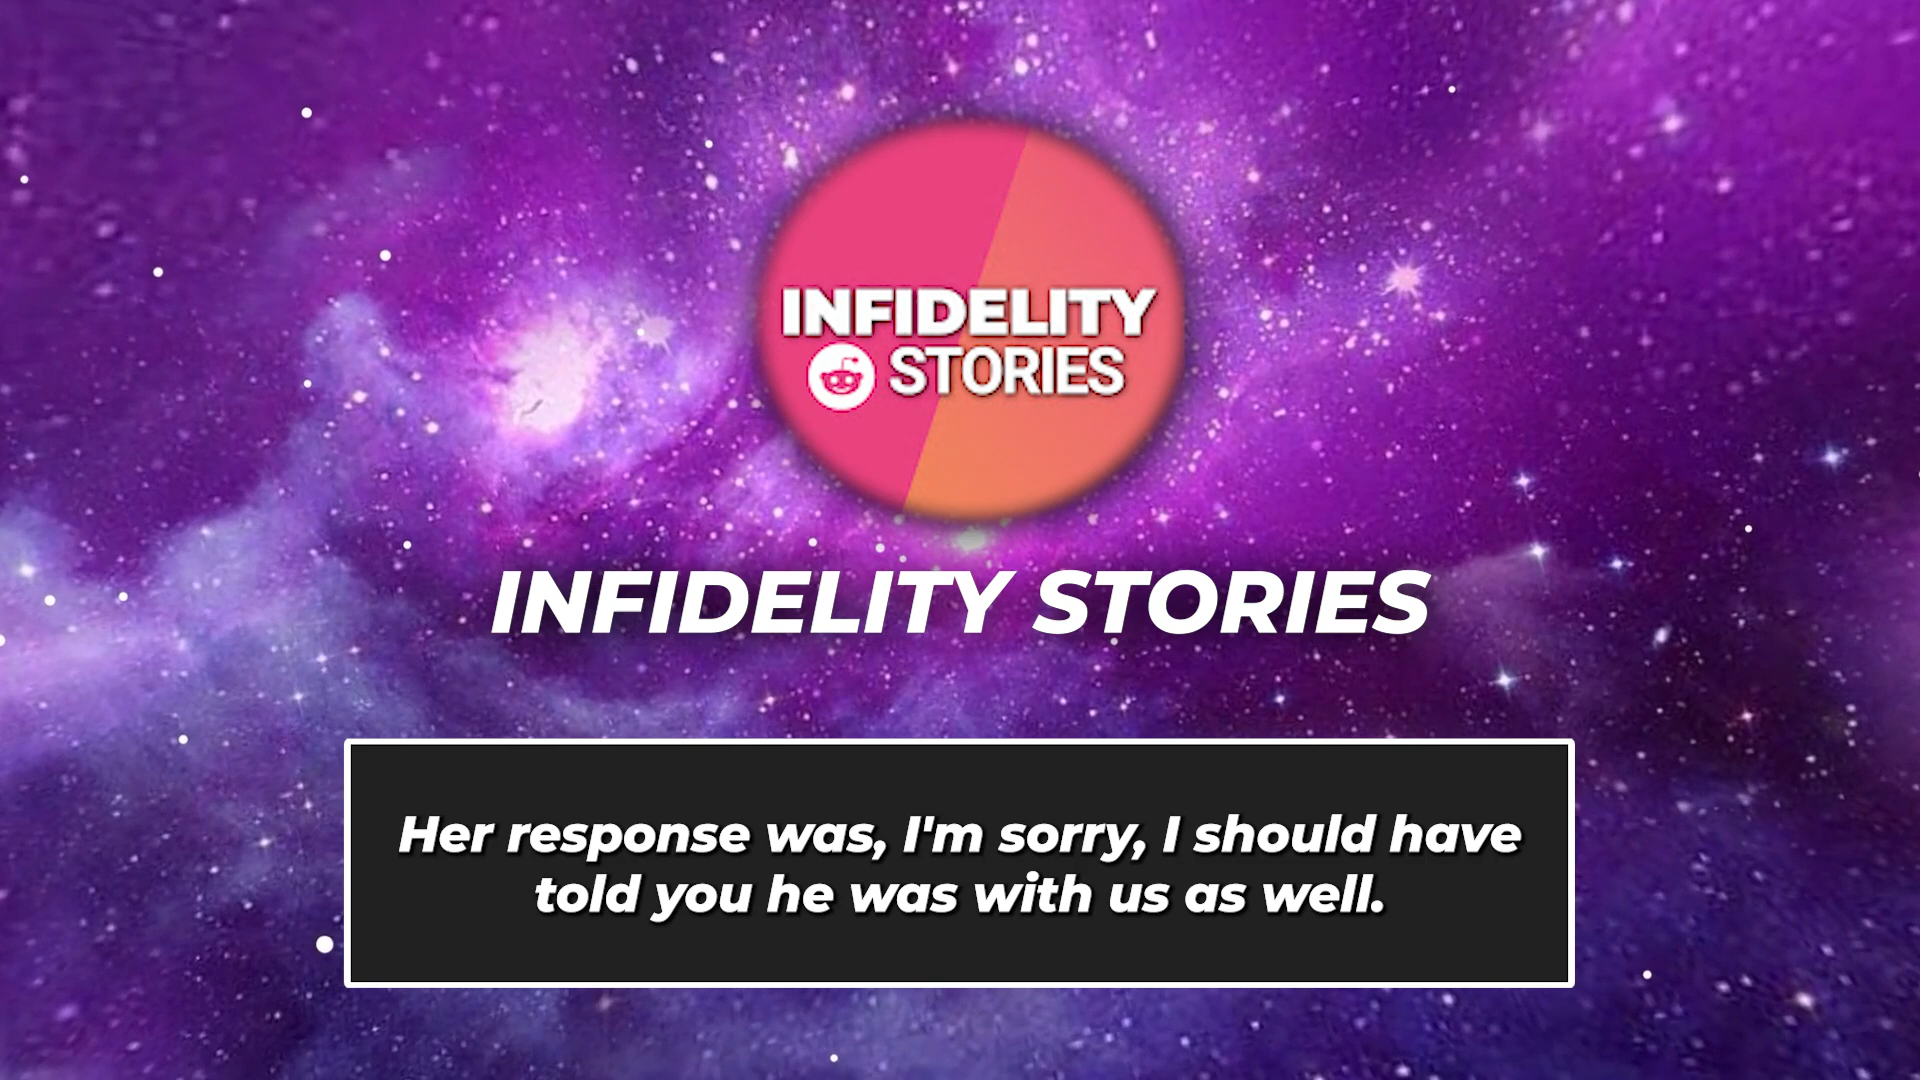 INFIDELITY
STORIES
INFIDELITY STORIES
Her response was, I'm sorry, I should have
told you he was with us as well.